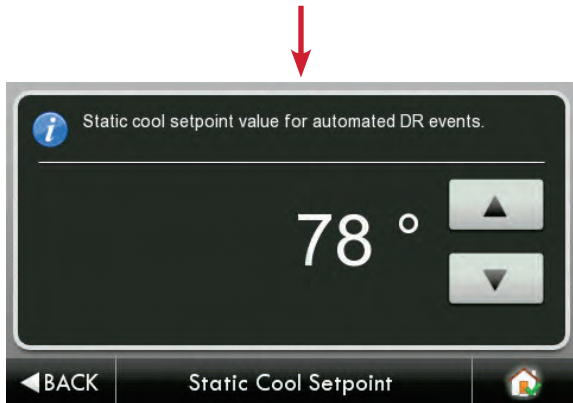 Static cool setpoint value for automated DR events.
78 °
BACK
Static Cool Setpoint